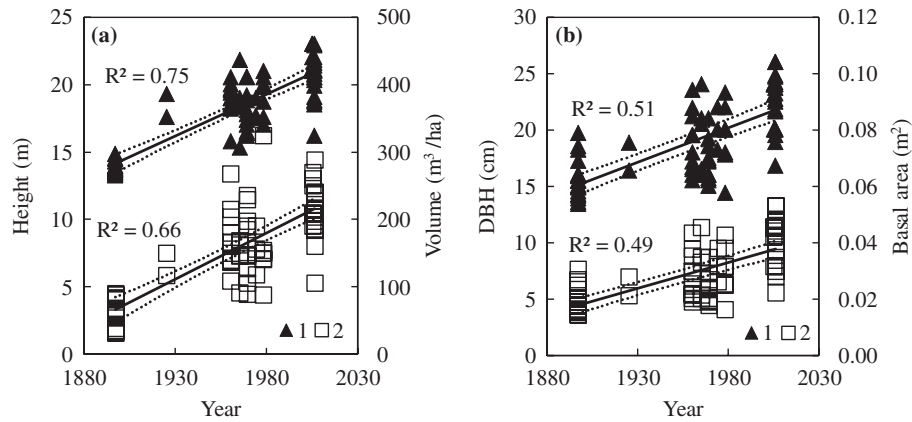 25
20
15
10
5
0
Height (m)
(a)
R² = 0.75
R² = 0.66
1 2
500
400
300
200
100
0
Volume (m³/ha)
1880 1930 1980 2030
Year
30
25
20
15
10
5
0
DBH (cm)
(b)
R² = 0.51
R² = 0.49
1 2
0.12
0.10
0.08
0.06
0.04
0.02
0.00
Basal area (m²)
1880 1930 1980 2030
Year